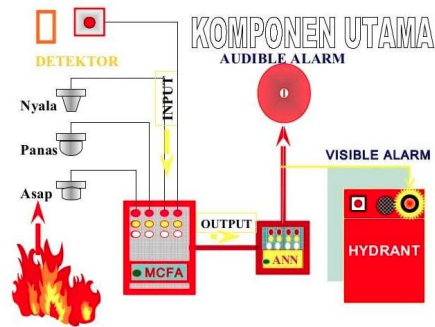 KOMPONEN UTAMA
DETEKTOR
AUDIBLE ALARM
Nyala
INPUT
Panas
VISIBLE ALARM
Asap
OUTPUT
HYDRANT
ANN
MCFA